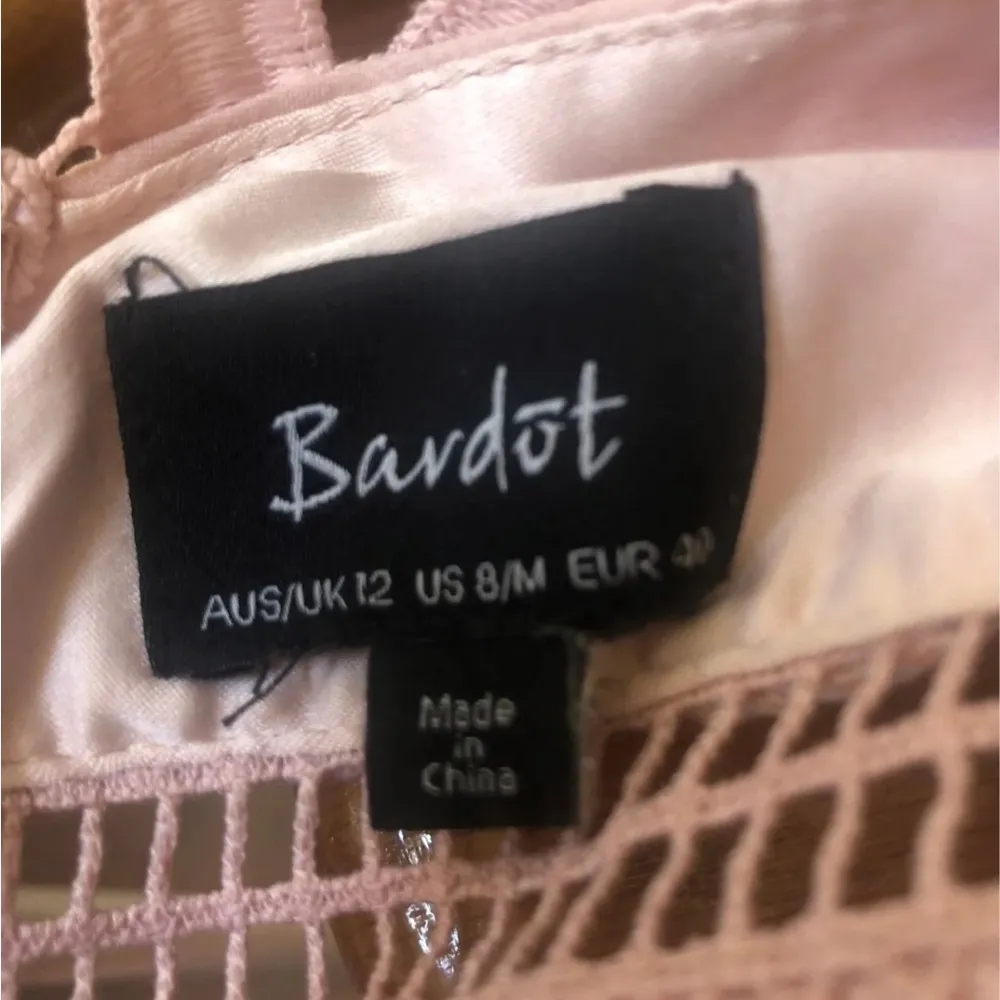 Bardōt
AUS/UK 12 US 8/M EUR 40
Made
in
China